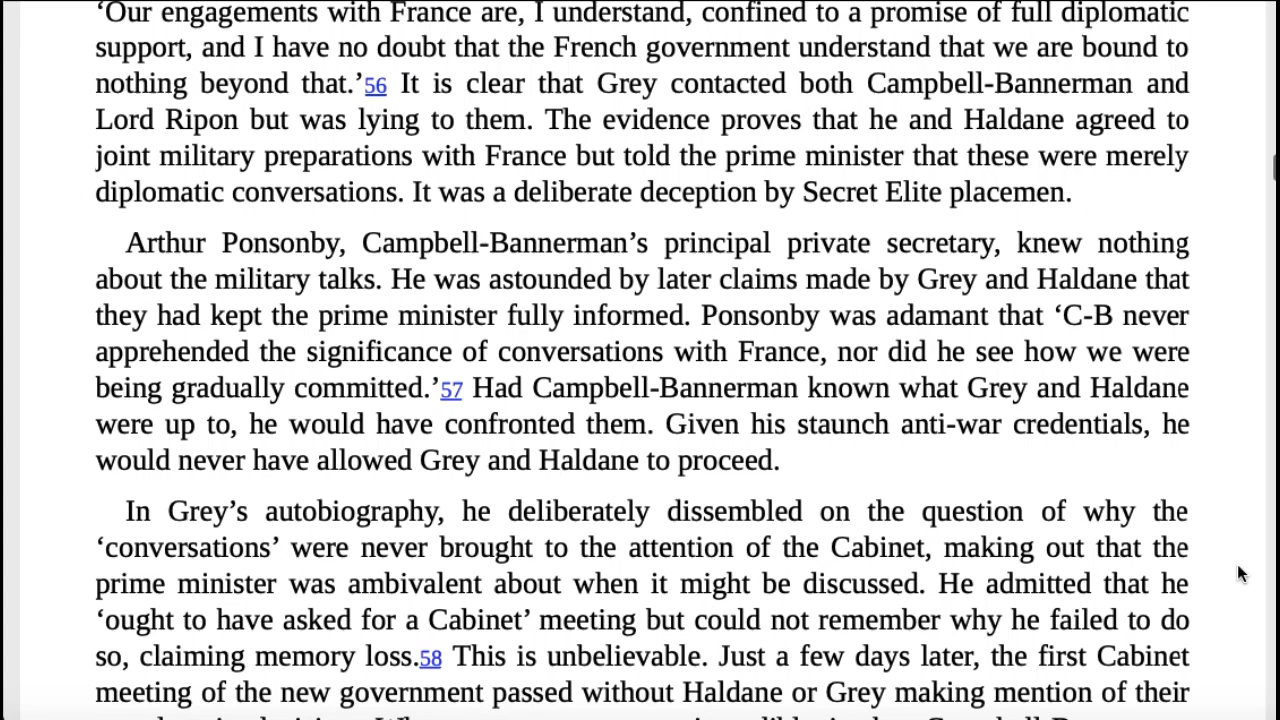 ‘Our engagements with France are, I understand, confined to a promise of full diplomatic
support, and I have no doubt that the French government understand that we are bound to
nothing beyond that.’56 It is clear that Grey contacted both Campbell-Bannerman and
Lord Ripon but was lying to them. The evidence proves that he and Haldane agreed to
joint military preparations with France but told the prime minister that these were merely
diplomatic conversations. It was a deliberate deception by Secret Elite placemen.
Arthur Ponsonby, Campbell-Bannerman’s principal private secretary, knew nothing
about the military talks. He was astounded by later claims made by Grey and Haldane that
they had kept the prime minister fully informed. Ponsonby was adamant that ‘C-B never
apprehended the significance of conversations with France, nor did he see how we were
being gradually committed.’57 Had Campbell-Bannerman known what Grey and Haldane
were up to, he would have confronted them. Given his staunch anti-war credentials, he
would never have allowed Grey and Haldane to proceed.
In Grey’s autobiography, he deliberately dissembled on the question of why the
‘conversations’ were never brought to the attention of the Cabinet, making out that the
prime minister was ambivalent about when it might be discussed. He admitted that he
‘ought to have asked for a Cabinet’ meeting but could not remember why he failed to do
so, claiming memory loss.58 This is unbelievable. Just a few days later, the first Cabinet
meeting of the new government passed without Haldane or Grey making mention of their